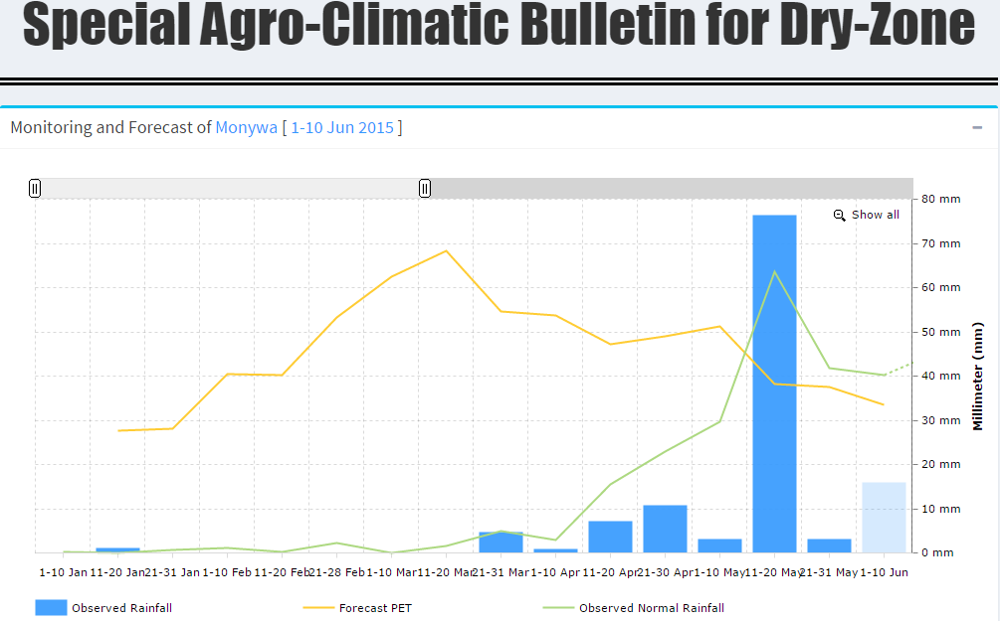 Special Agro-Climatic Bulletin for Dry-Zone
Monitoring and Forecast of Monywa [ 1-10 Jun 2015 ]
Show all
80 mm
70 mm
60 mm
50 mm
40 mm
30 mm
20 mm
10 mm
0 mm
Millimeter (mm)
1-10 Jan 11-20 Jan 21-31 Jan 1-10 Feb 11-20 Feb 21-28 Feb 1-10 Mar 11-20 Mar 21-31 Mar 1-10 Apr 11-20 Apr 21-30 Apr 1-10 May 11-20 May 21-31 May 1-10 Jun
Observed Rainfall Forecast PET Observed Normal Rainfall